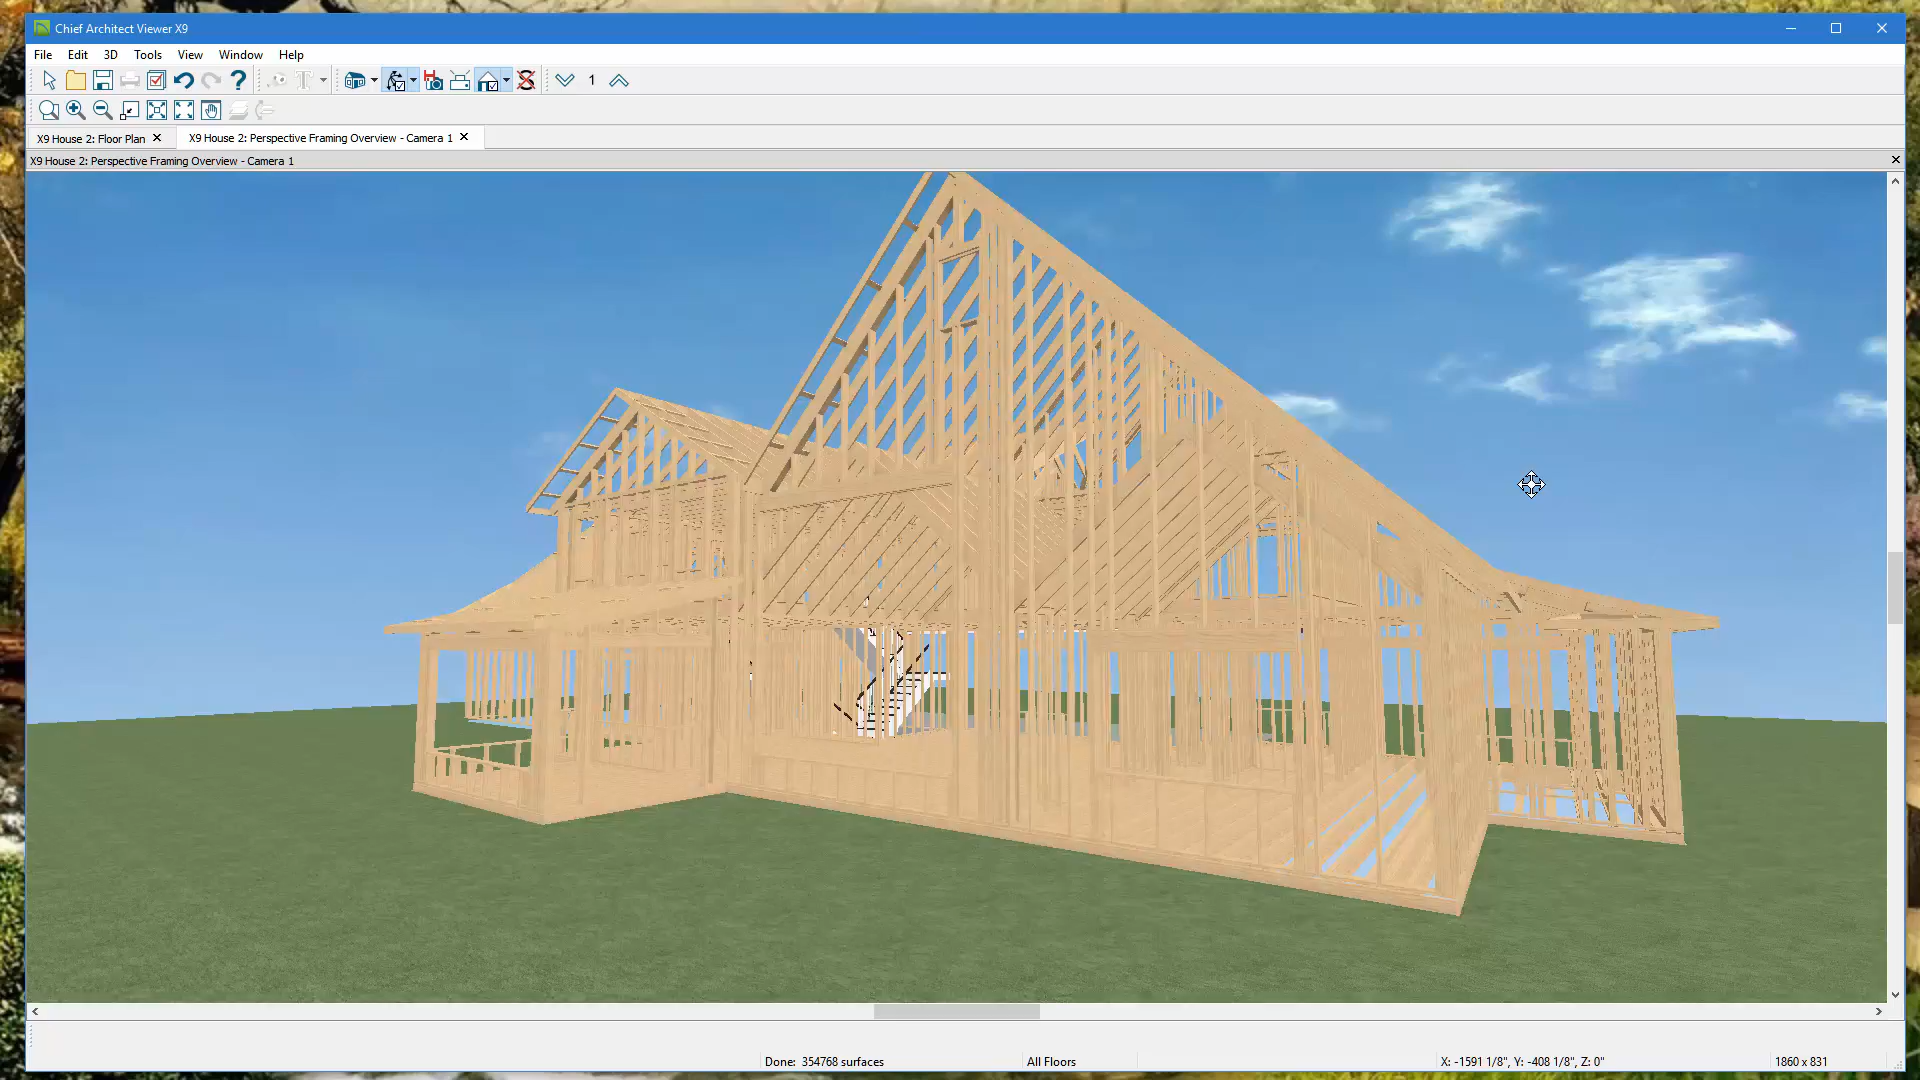 Chief Architect Viewer X9
File Edit 3D Tools View Window Help
1
X9 House 2: Floor Plan X9 House 2: Perspective Framing Overview - Camera 1
X9 House 2: Perspective Framing Overview - Camera 1
Done: 354768 surfaces All Floors X: -1591 1/8", Y: -408 1/8", Z: 0" 1860 x 831